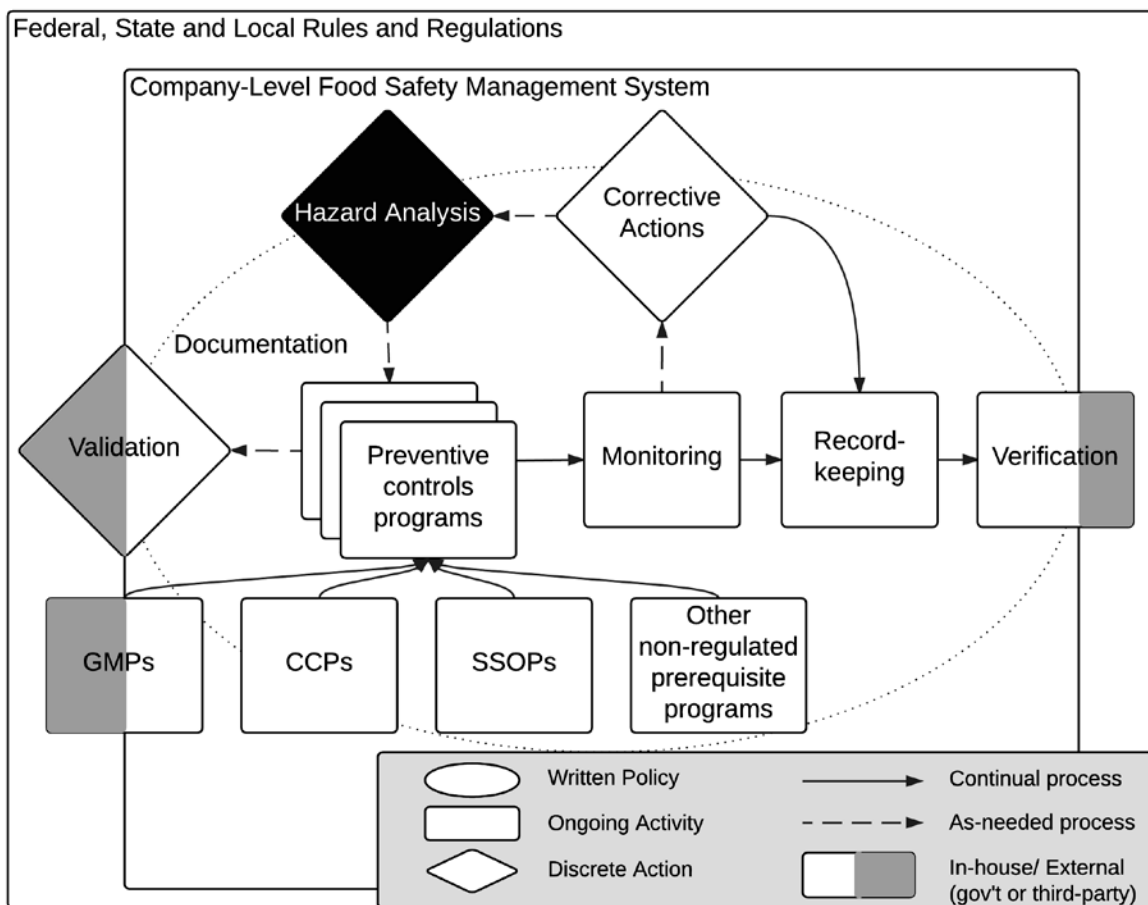 Federal, State and Local Rules and Regulations
Company-Level Food Safety Management System
Hazard Analysis
Corrective
Actions
Documentation
Validation
Preventive
controls
programs
Monitoring
Record-
keeping
Verification
GMPs
CCPs
SSOPs
Other
non-regulated
prerequisite
programs
Written Policy
Continual process
Ongoing Activity
As-needed process
Discrete Action
In-house/ External
(gov't or third-party)